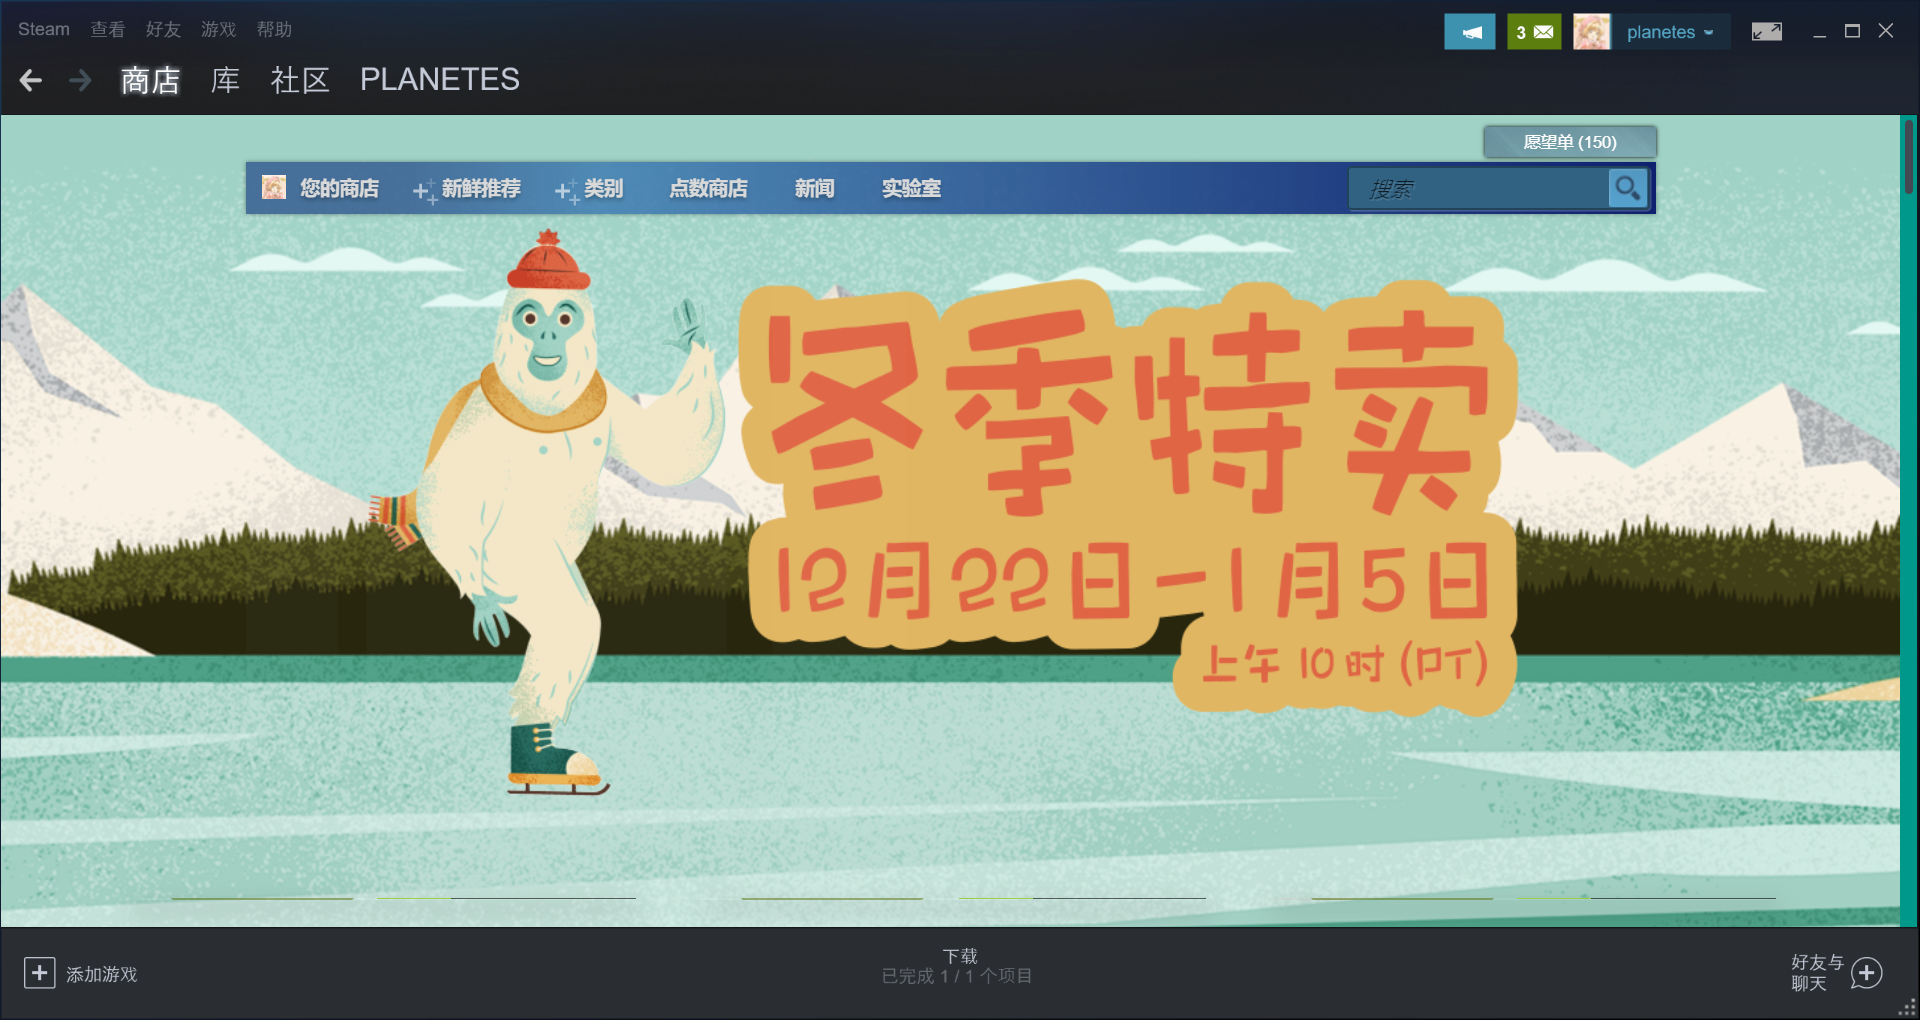 Steam 查看 好友 游戏 帮助
3 planetes
商店 库 社区 PLANETES
愿望单 (150)
您的商店 新鲜推荐 类别 点数商店 新闻 实验室 搜索
冬季特卖
12月22日-1月5日
上午10时(PT)
添加游戏
下载
已完成 1 / 1 个项目
好友与
聊天